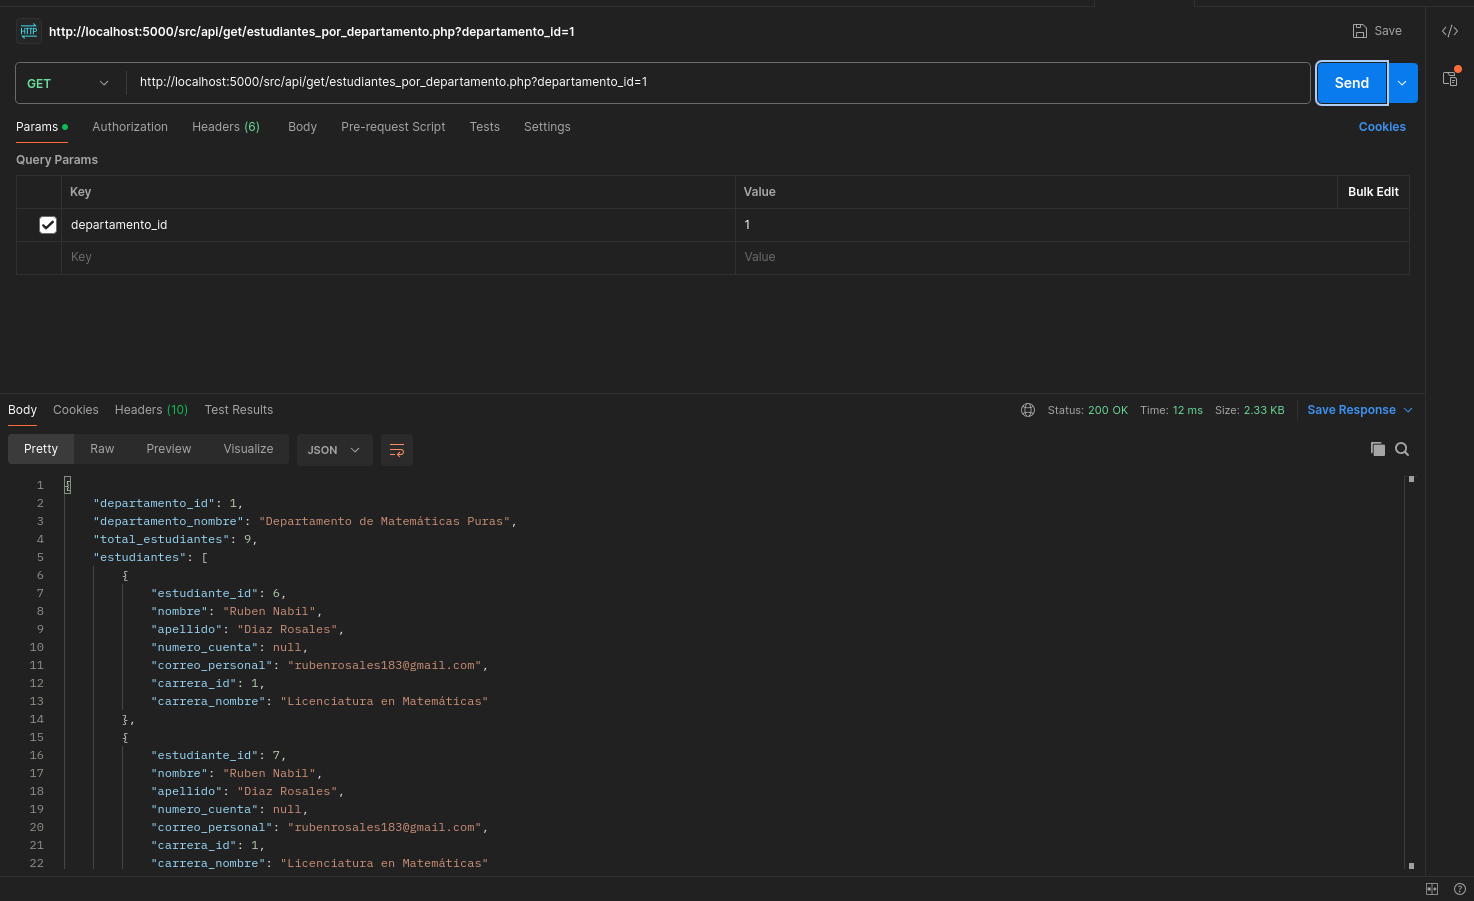 HTTP http://localhost:5000/src/api/get/estudiantes_por_departamento.php?departamento_id=1 Save </>
GET http://localhost:5000/src/api/get/estudiantes_por_departamento.php?departamento_id=1 Send
Params Authorization Headers (6) Body Pre-request Script Tests Settings Cookies
Query Params
Key Value Bulk Edit
departamento_id 1
Key Value
Body Cookies Headers (10) Test Results Status: 200 OK Time: 12 ms Size: 2.33 KB Save Response
Pretty Raw Preview Visualize JSON
1 {
2 "departamento_id": 1,
3 "departamento_nombre": "Departamento de Matemáticas Puras",
4 "total_estudiantes": 9,
5 "estudiantes": [
6 {
7 "estudiante_id": 6,
8 "nombre": "Ruben Nabil",
9 "apellido": "Diaz Rosales",
10 "numero_cuenta": null,
11 "correo_personal": "rubenrosales183@gmail.com",
12 "carrera_id": 1,
13 "carrera_nombre": "Licenciatura en Matemáticas"
14 },
15 {
16 "estudiante_id": 7,
17 "nombre": "Ruben Nabil",
18 "apellido": "Diaz Rosales",
19 "numero_cuenta": null,
20 "correo_personal": "rubenrosales183@gmail.com",
21 "carrera_id": 1,
22 "carrera_nombre": "Licenciatura en Matemáticas"